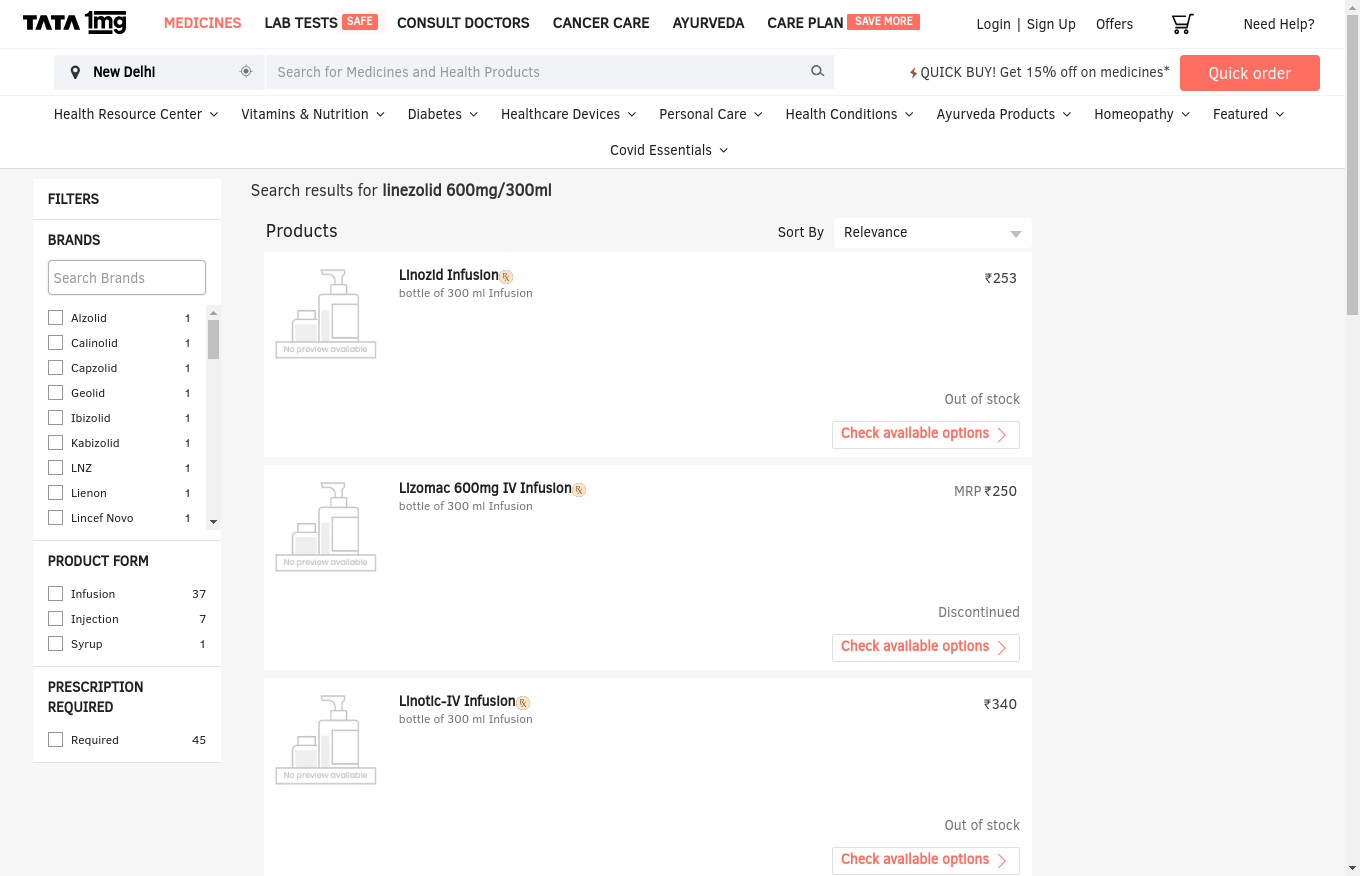 TATA 1mg
MEDICINES LAB TESTS SAFE CONSULT DOCTORS CANCER CARE AYURVEDA CARE PLAN SAVE MORE Login | Sign Up Offers Need Help?
New Delhi Search for Medicines and Health Products QUICK BUY! Get 15% off on medicines* Quick order
Health Resource Center Vitamins & Nutrition Diabetes Healthcare Devices Personal Care Health Conditions Ayurveda Products Homeopathy Featured
Covid Essentials
FILTERS
BRANDS
Search Brands
Alzolid 1
Calinolid 1
Capzolid 1
Geolid 1
Ibizolid 1
Kabizolid 1
LNZ 1
Lienon 1
Lincef Novo 1
PRODUCT FORM
Infusion 37
Injection 7
Syrup 1
PRESCRIPTION
REQUIRED
Required 45
Search results for linezolid 600mg/300ml
Products Sort By Relevance
No preview available
Linozid Infusion Rx ₹253
bottle of 300 ml Infusion
Out of stock
Check available options
No preview available
Lizomac 600mg IV Infusion Rx MRP ₹250
bottle of 300 ml Infusion
Discontinued
Check available options
No preview available
Linotic-IV Infusion Rx ₹340
bottle of 300 ml Infusion
Out of stock
Check available options